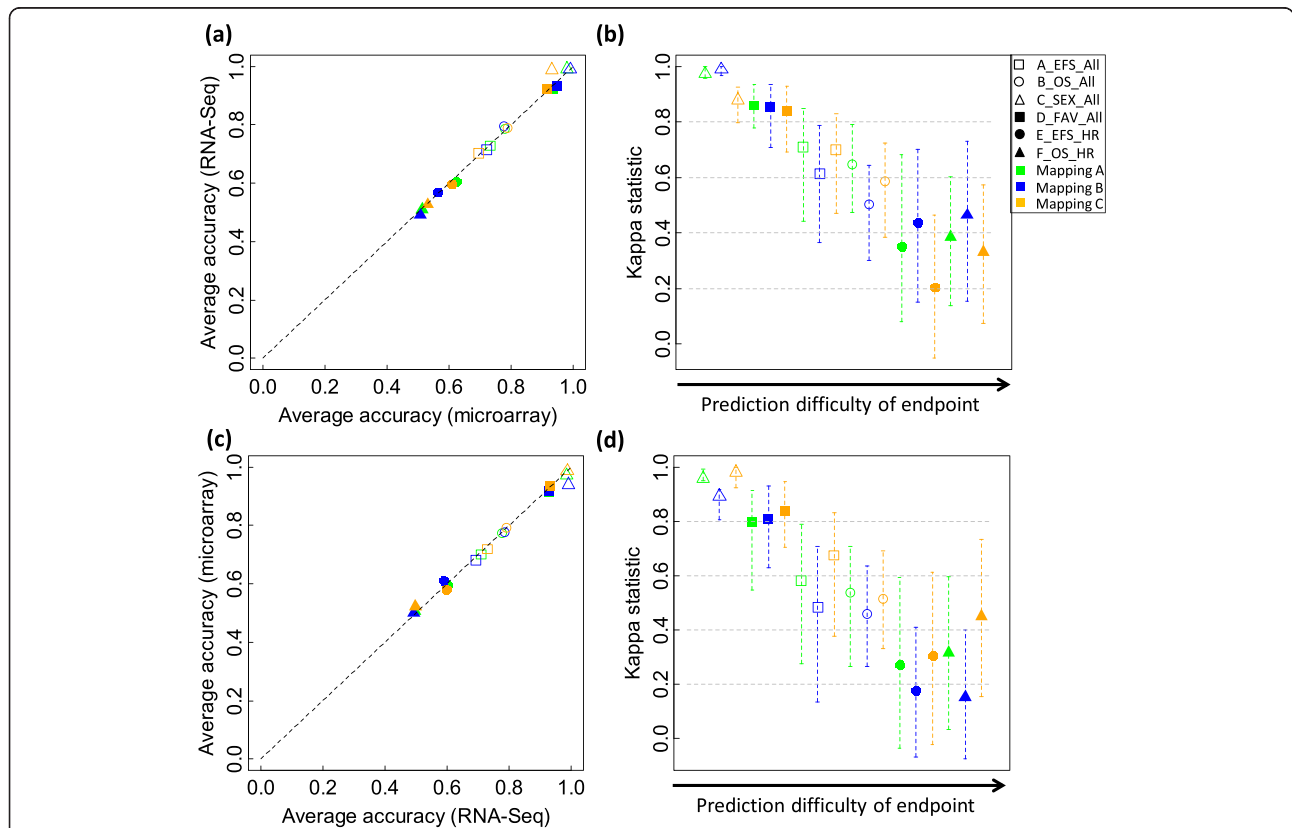 (a)
Average accuracy (RNA-Seq)
1.0
0.8
0.6
0.4
0.2
0.0
0.0 0.2 0.4 0.6 0.8 1.0
Average accuracy (microarray)
(b)
Kappa statistic
1.0
0.8
0.6
0.4
0.2
0.0
Prediction difficulty of endpoint
A_EFS_All
B_OS_All
C_SEX_All
D_FAV_All
E_EFS_HR
F_OS_HR
Mapping A
Mapping B
Mapping C
(c)
Average accuracy (microarray)
1.0
0.8
0.6
0.4
0.2
0.0
0.0 0.2 0.4 0.6 0.8 1.0
Average accuracy (RNA-Seq)
(d)
Kappa statistic
1.0
0.8
0.6
0.4
0.2
0.0
Prediction difficulty of endpoint